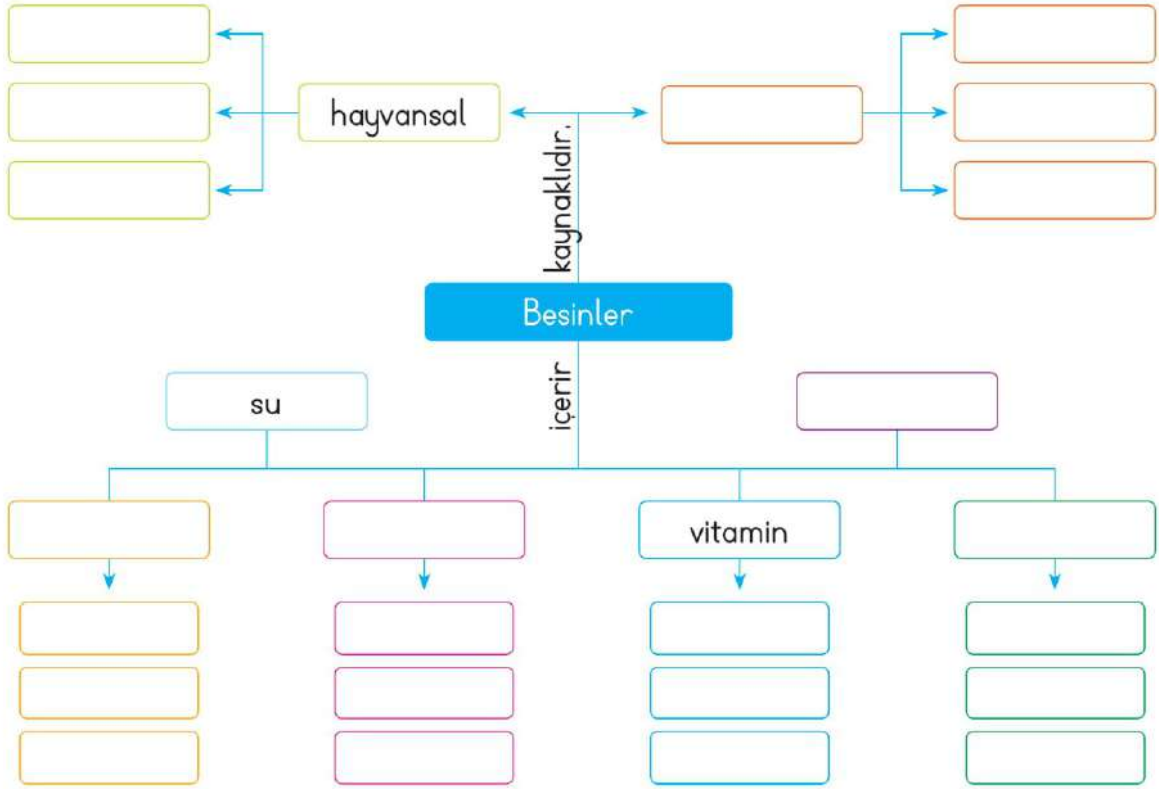 hayvansal
kaynaklıdır.
Besinler
içerir
su
vitamin